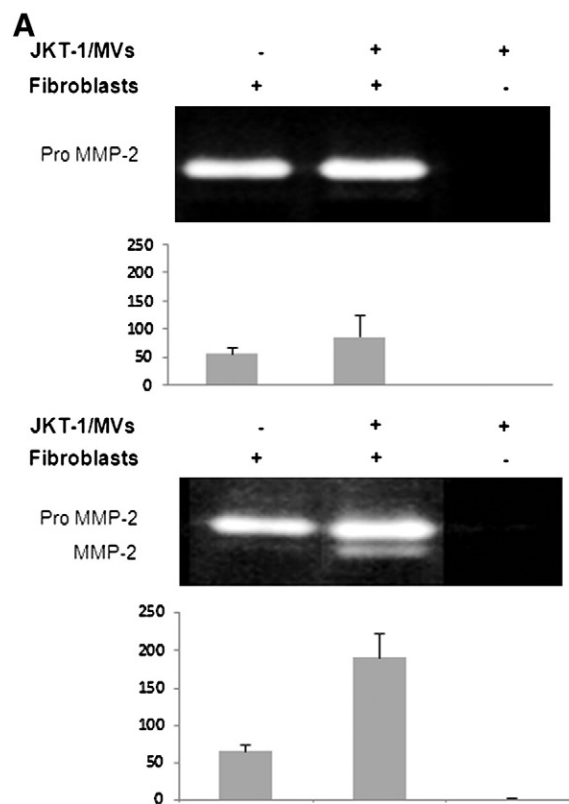 A
JKT-1/MVs - + +
Fibroblasts + + -
Pro MMP-2
250
200
150
100
50
0
JKT-1/MVs - + +
Fibroblasts + + -
Pro MMP-2
MMP-2
250
200
150
100
50
0